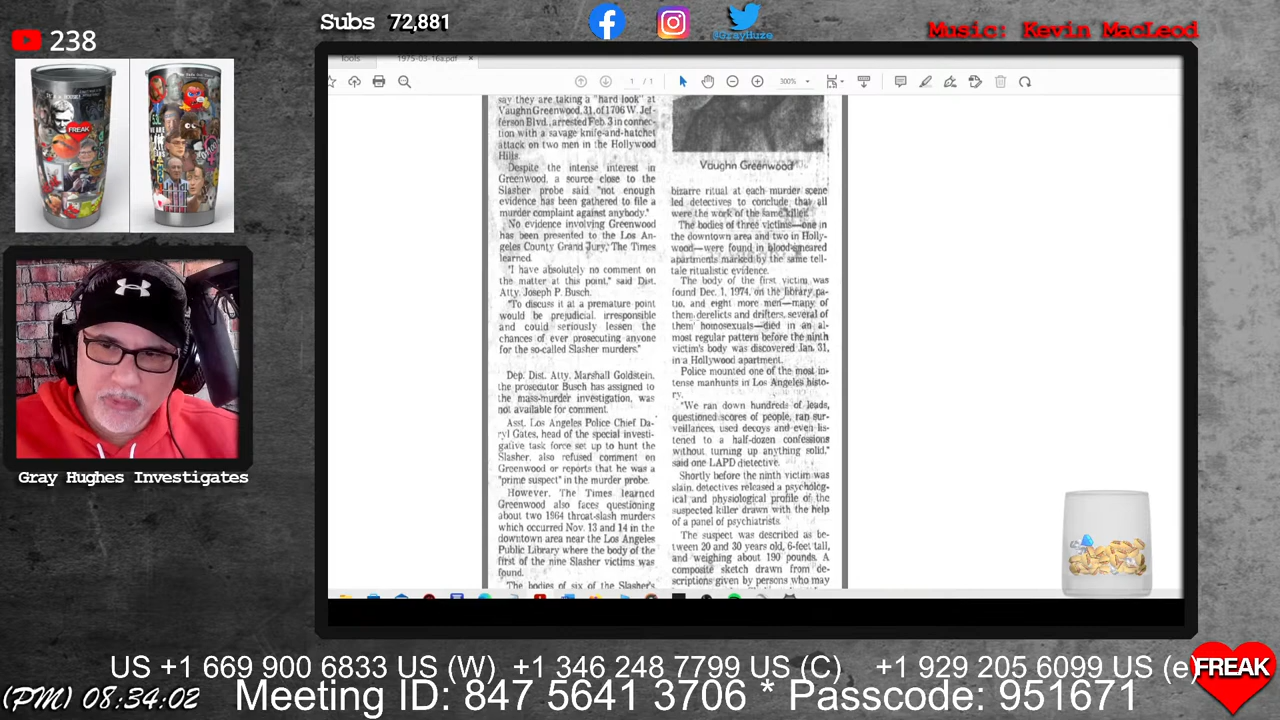 Subs 72,881
@GrayHuze
Music: Kevin MacLeod
238
FREAK
Tools
1975-03-16a.pdf
1 / 1
300%
say they are taking a "hard look" at
Vaughn Greenwood, 31, of 1706 W. Jef-
ferson Blvd., arrested Feb. 3 in connec-
tion with a savage knife-and-hatchet
attack on two men in the Hollywood
Hills.
Despite the intense interest in
Greenwood, a source close to the
Slasher probe said "not enough
evidence has been gathered to file a
murder complaint against anybody."
No evidence involving Greenwood
has been presented to the Los An-
geles County Grand Jury, The Times
learned.
"I have absolutely no comment on
the matter at this point," said Dist.
Atty. Joseph P. Busch.
"To discuss it at a premature point
would be prejudicial, irresponsible
and could seriously lessen the
chances of ever prosecuting anyone
for the so-called Slasher murders."
Dep. Dist. Atty. Marshall Goldstein,
the prosecutor Busch has assigned to
the mass-murder investigation, was
not available for comment.
Asst. Los Angeles Police Chief Da-
ryl Gates, head of the special investi-
gative task force set up to hunt the
Slasher, also refused comment on
Greenwood or reports that he was a
"prime suspect" in the murder probe.
However, The Times learned
Greenwood also faces questioning
about two 1964 throat-slash murders
which occurred Nov. 13 and 14 in the
downtown area near the Los Angeles
Public Library where the body of the
first of the nine Slasher victims was
found.
The bodies of six of the Slasher's
Vaughn Greenwood
bizarre ritual at each murder scene
led detectives to conclude that all
were the work of the same killer.
The bodies of three victims—one in
the downtown area and two in Holly-
wood—were found in blood-smeared
apartments marked by the same tell-
tale ritualistic evidence.
The body of the first victim was
found Dec. 1, 1974, on the library pa-
tio, and eight more men—many of
them derelicts and drifters, several of
them homosexuals—died in an al-
most regular pattern before the ninth
victim's body was discovered Jan. 31,
in a Hollywood apartment.
Police mounted one of the most in-
tense manhunts in Los Angeles histo-
ry.
"We ran down hundreds of leads,
questioned scores of people, ran sur-
veillances, used decoys and even lis-
tened to a half-dozen confessions
without turning up anything solid,"
said one LAPD detective.
Shortly before the ninth victim was
slain, detectives released a psycholog-
ical and physiological profile of the
suspected killer drawn with the help
of a panel of psychiatrists.
The suspect was described as be-
tween 20 and 30 years old, 6-feet tall,
and weighing about 190 pounds. A
composite sketch drawn from de-
scriptions given by persons who may
Gray Hughes Investigates
US +1 669 900 6833 US (W) +1 346 248 7799 US (C) +1 929 205 6099 US (e)
FREAK
(PM) 08:34:02 Meeting ID: 847 5641 3706 * Passcode: 951671